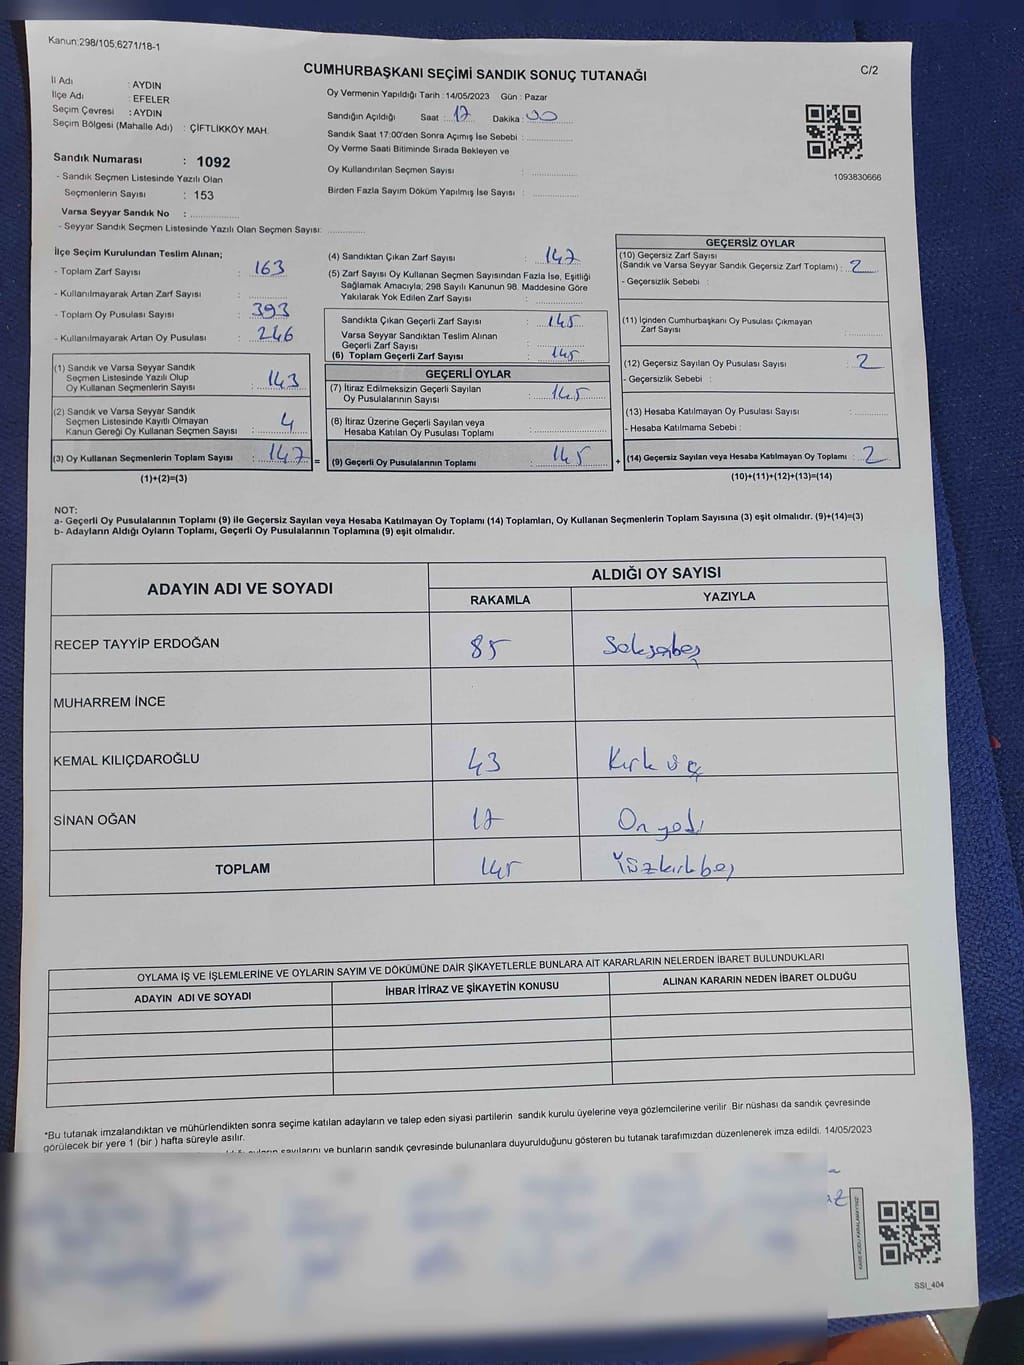 Kanun:298/105;6271/18-1
CUMHURBAŞKANI SEÇİMİ SANDIK SONUÇ TUTANAĞI
C/2
İl Adı : AYDIN
İlçe Adı : EFELER
Seçim Çevresi : AYDIN
Seçim Bölgesi (Mahalle Adı) : ÇİFTLİKKÖY MAH.
Sandık Numarası : 1092
- Sandık Seçmen Listesinde Yazılı Olan
Seçmenlerin Sayısı : 153
Varsa Seyyar Sandık No :
- Seyyar Sandık Seçmen Listesinde Yazılı Olan Seçmen Sayısı:
Oy Vermenin Yapıldığı Tarih : 14/05/2023 Gün : Pazar
Sandığın Açıldığı Saat : 17 Dakika : 00
Sandık Saat 17:00'den Sonra Açımış İse Sebebi :
Oy Verme Saati Bitiminde Sırada Bekleyen ve
Oy Kullandırılan Seçmen Sayısı :
Birden Fazla Sayım Döküm Yapılmış İse Sayısı :
1093830666
İlçe Seçim Kurulundan Teslim Alınan;
- Toplam Zarf Sayısı : 163
- Kullanılmayarak Artan Zarf Sayısı :
- Toplam Oy Pusulası Sayısı : 393
- Kullanılmayarak Artan Oy Pusulası : 246
(1) Sandık ve Varsa Seyyar Sandık
Seçmen Listesinde Yazılı Olup
Oy Kullanan Seçmenlerin Sayısı : 143
(2) Sandık ve Varsa Seyyar Sandık
Seçmen Listesinde Kayıtlı Olmayan
Kanun Gereği Oy Kullanan Seçmen Sayısı : 4
(3) Oy Kullanan Seçmenlerin Toplam Sayısı : 147 =
(1)+(2)=(3)
(4) Sandıktan Çıkan Zarf Sayısı : 147
(5) Zarf Sayısı Oy Kullanan Seçmen Sayısından Fazla İse, Eşitliği
Sağlamak Amacıyla; 298 Sayılı Kanunun 98. Maddesine Göre
Yakılarak Yok Edilen Zarf Sayısı :
Sandıkta Çıkan Geçerli Zarf Sayısı : 145
Varsa Seyyar Sandıktan Teslim Alınan
Geçerli Zarf Sayısı :
(6) Toplam Geçerli Zarf Sayısı : 145
GEÇERLİ OYLAR
(7) İtiraz Edilmeksizin Geçerli Sayılan
Oy Pusulalarının Sayısı : 145
(8) İtiraz Üzerine Geçerli Sayılan veya
Hesaba Katılan Oy Pusulası Toplamı :
(9) Geçerli Oy Pusulalarının Toplamı : 145 +
GEÇERSİZ OYLAR
(10) Geçersiz Zarf Sayısı
(Sandık ve Varsa Seyyar Sandık Geçersiz Zarf Toplamı) : 2
- Geçersizlik Sebebi :
(11) İçinden Cumhurbaşkanı Oy Pusulası Çıkmayan
Zarf Sayısı :
(12) Geçersiz Sayılan Oy Pusulası Sayısı : 2
- Geçersizlik Sebebi :
(13) Hesaba Katılmayan Oy Pusulası Sayısı :
- Hesaba Katılmama Sebebi :
(14) Geçersiz Sayılan veya Hesaba Katılmayan Oy Toplamı : 2
(10)+(11)+(12)+(13)=(14)
NOT:
a- Geçerli Oy Pusulalarının Toplamı (9) ile Geçersiz Sayılan veya Hesaba Katılmayan Oy Toplamı (14) Toplamları, Oy Kullanan Seçmenlerin Toplam Sayısına (3) eşit olmalıdır. (9)+(14)=(3)
b- Adayların Aldığı Oyların Toplamı, Geçerli Oy Pusulalarının Toplamına (9) eşit olmalıdır.
ADAYIN ADI VE SOYADI
ALDIĞI OY SAYISI
RAKAMLA YAZIYLA
RECEP TAYYİP ERDOĞAN 85 Seksenbeş
MUHARREM İNCE
KEMAL KILIÇDAROĞLU 43 Kırk üç
SİNAN OĞAN 17 On yedi
TOPLAM 145 Yüzkırkbeş
OYLAMA İŞ VE İŞLEMLERİNE VE OYLARIN SAYIM VE DÖKÜMÜNE DAİR ŞİKAYETLERLE BUNLARA AİT KARARLARIN NELERDEN İBARET BULUNDUKLARI
ADAYIN ADI VE SOYADI İHBAR İTİRAZ VE ŞİKAYETİN KONUSU ALINAN KARARIN NEDEN İBARET OLDUĞU
*Bu tutanak imzalandıktan ve mühürlendikten sonra seçime katılan adayların ve talep eden siyasi partilerin sandık kurulu üyelerine veya gözlemcilerine verilir. Bir nüshası da sandık çevresinde
görülecek bir yere 1 (bir ) hafta süreyle asılır.
sayılarını ve bunların sandık çevresinde bulunanlara duyurulduğunu gösteren bu tutanak tarafımızdan düzenlenerek imza edildi. 14/05/2023
SSI_404